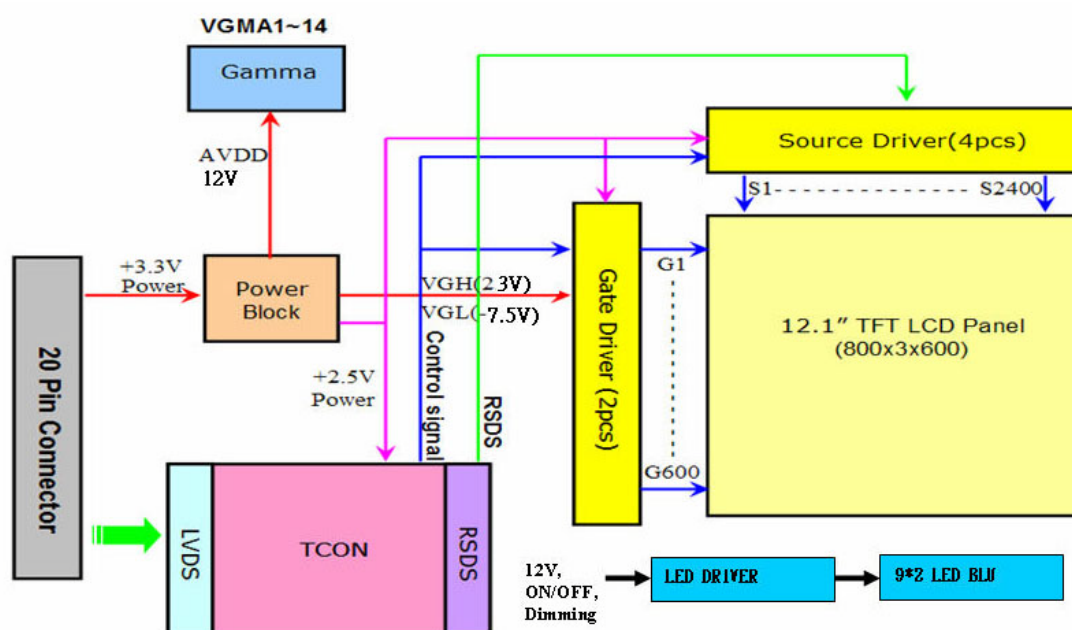 VGMA1~14
Gamma
AVDD
12V
Source Driver(4pcs)
S1
S2400
+3.3V
Power
Power
Block
VGH(23V)
VGL(-7.5V)
G1
Gate Driver (2pcs)
12.1" TFT LCD Panel
(800x3x600)
20 Pin Connector
+2.5V
Power
Control signal
RSDS
G600
LVDS
TCON
RSDS
12V,
ON/OFF,
Dimming
LED DRIVER
9*2 LED BLU